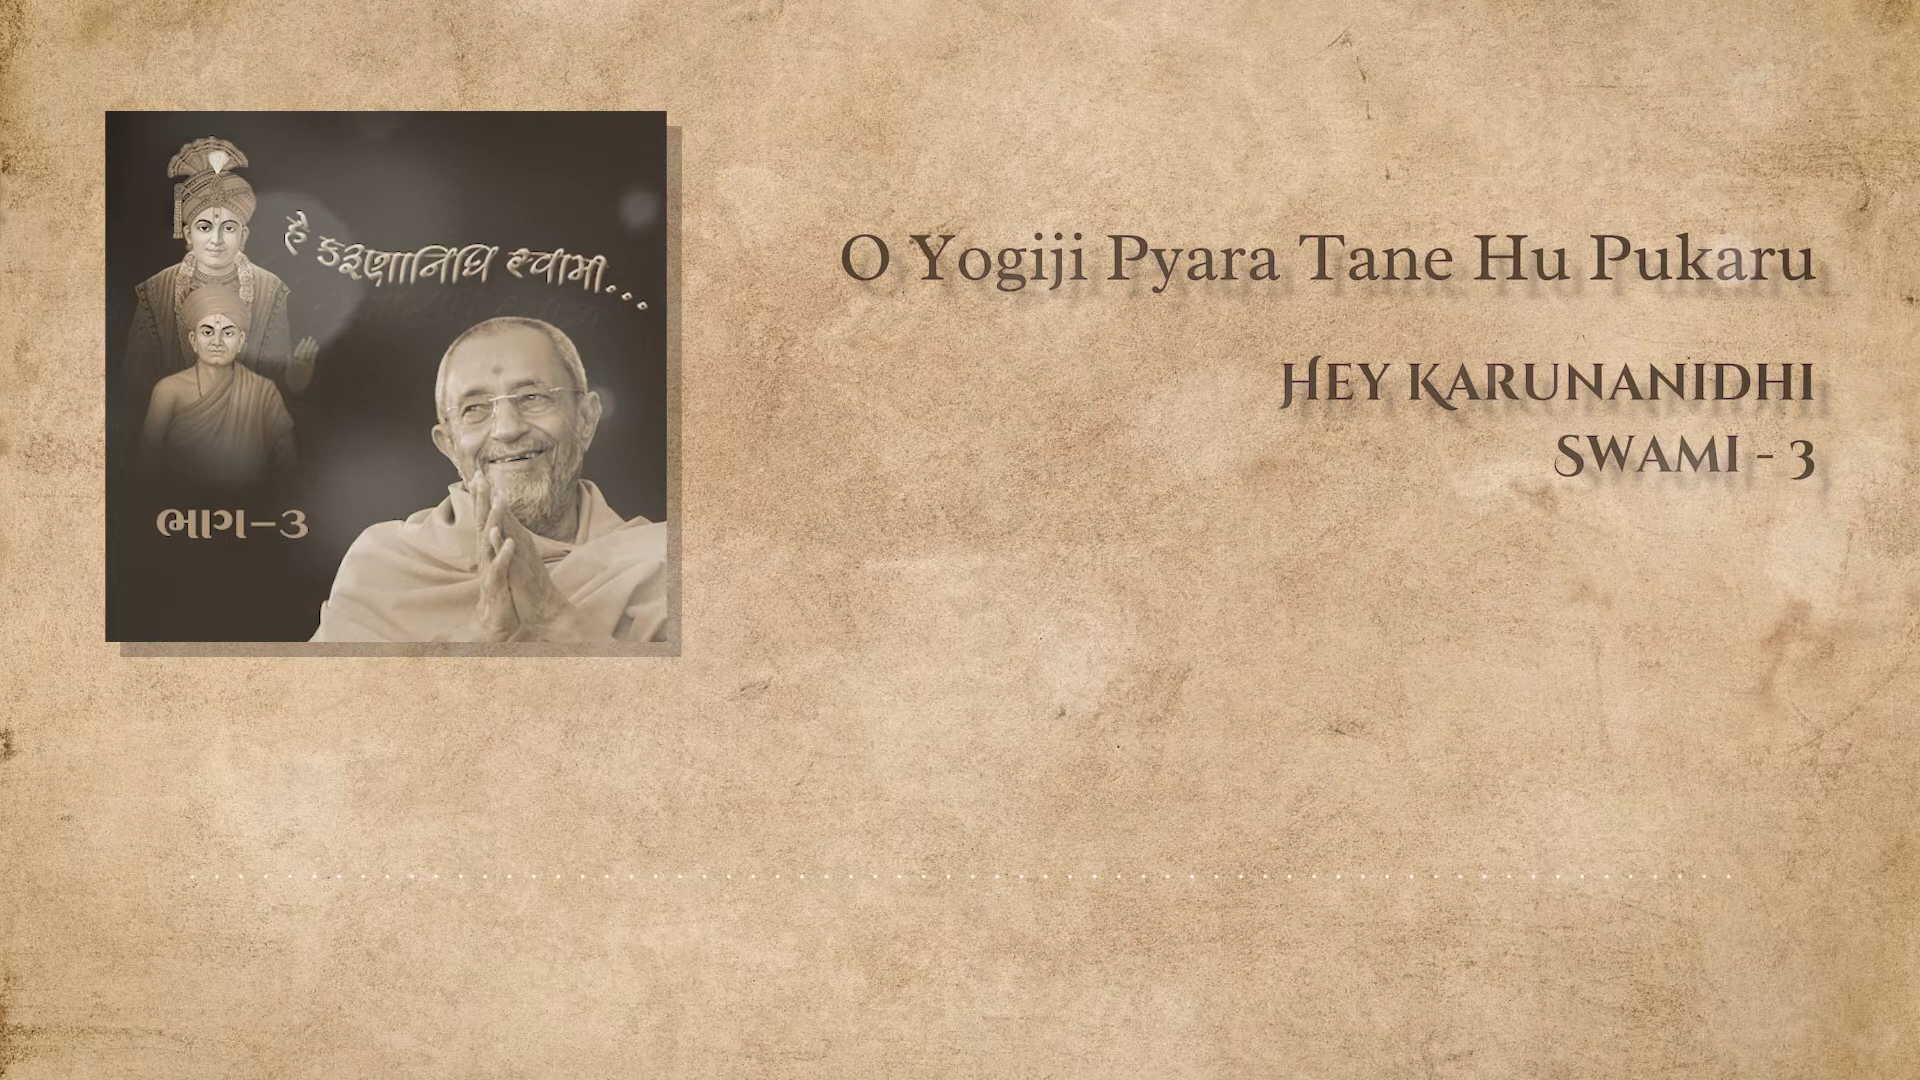 હે કરુણાનિધિ સ્વામી...
ભાગ-૩
O Yogiji Pyara Tane Hu Pukaru
Hey Karunanidhi
Swami - 3